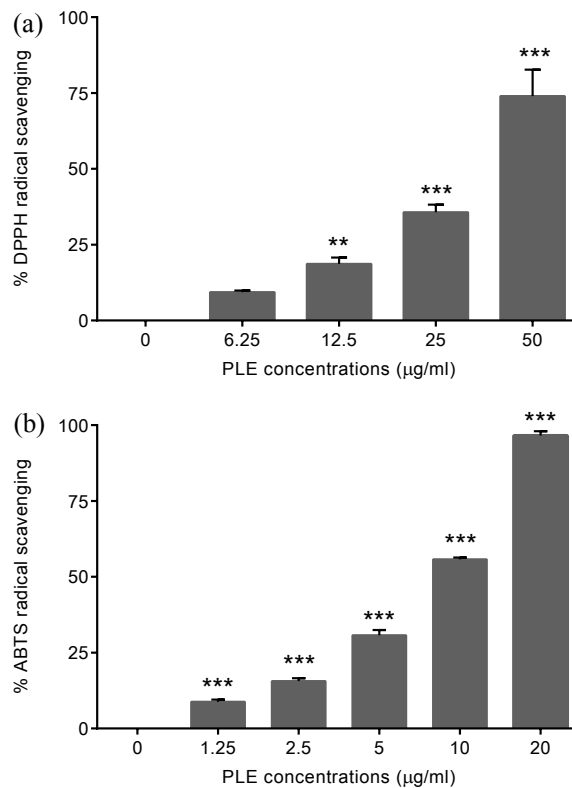 (a)
% DPPH radical scavenging
100
75
50
25
0
**
***
***
0 6.25 12.5 25 50
PLE concentrations (μg/ml)
(b)
% ABTS radical scavenging
100
75
50
25
0
***
***
***
***
***
0 1.25 2.5 5 10 20
PLE concentrations (μg/ml)